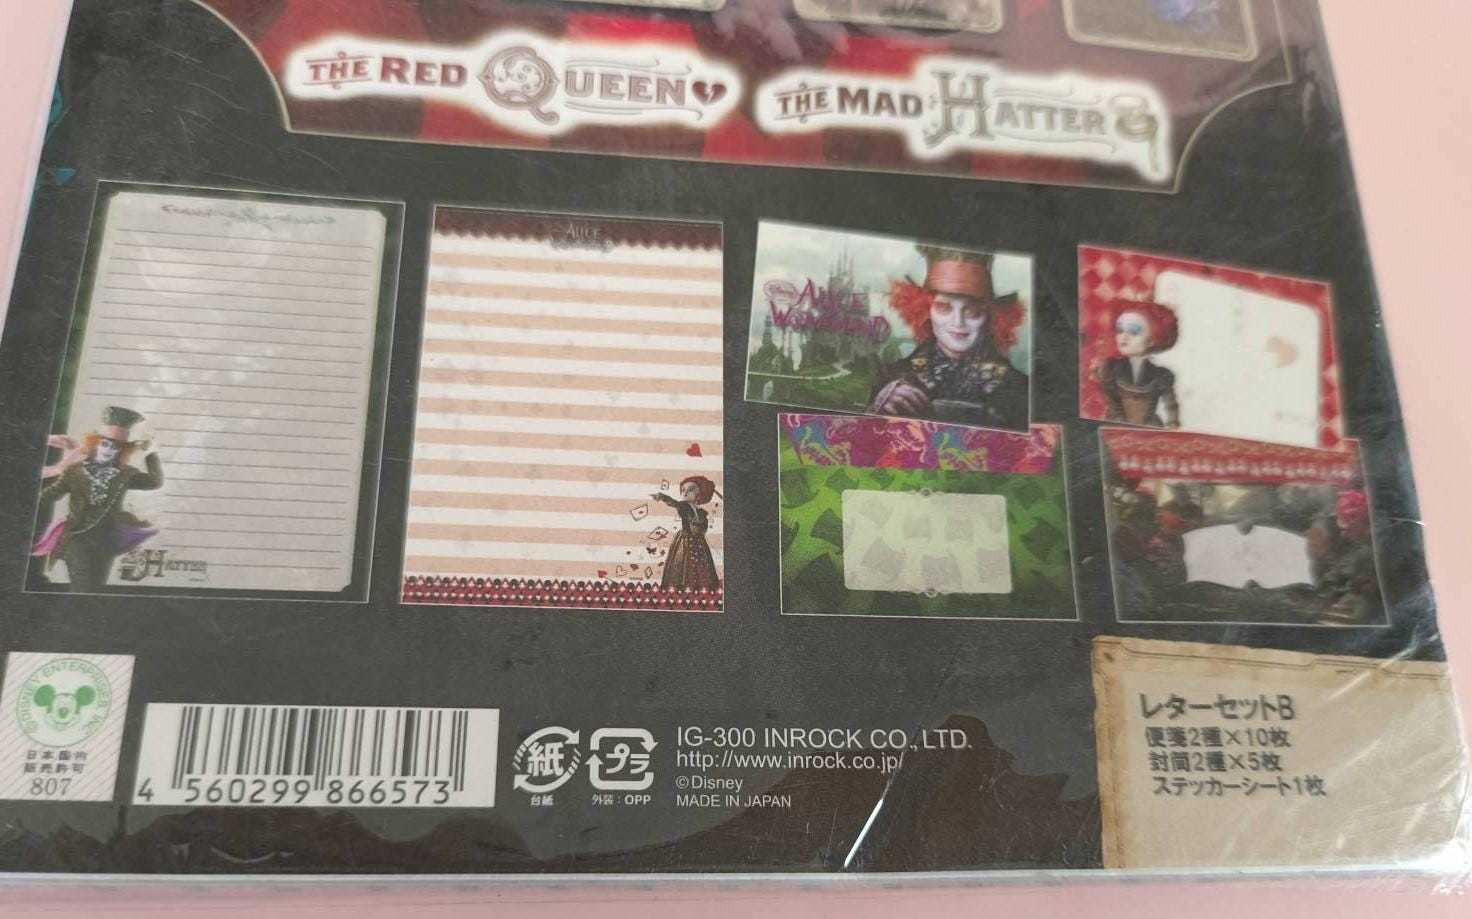 THE RED QUEEN
THE MAD HATTER
ALICE
ALICE
WONDERLAND
HATTER
©DISNEY ENTERPRISES, INC.
日本国内
販売許可
807
4 560299 866573
紙
台紙
プラ
外装：OPP
IG-300 INROCK CO., LTD.
http://www.inrock.co.jp/
©Disney
MADE IN JAPAN
レターセットB
便箋2種×10枚
封筒2種×5枚
ステッカーシート1枚